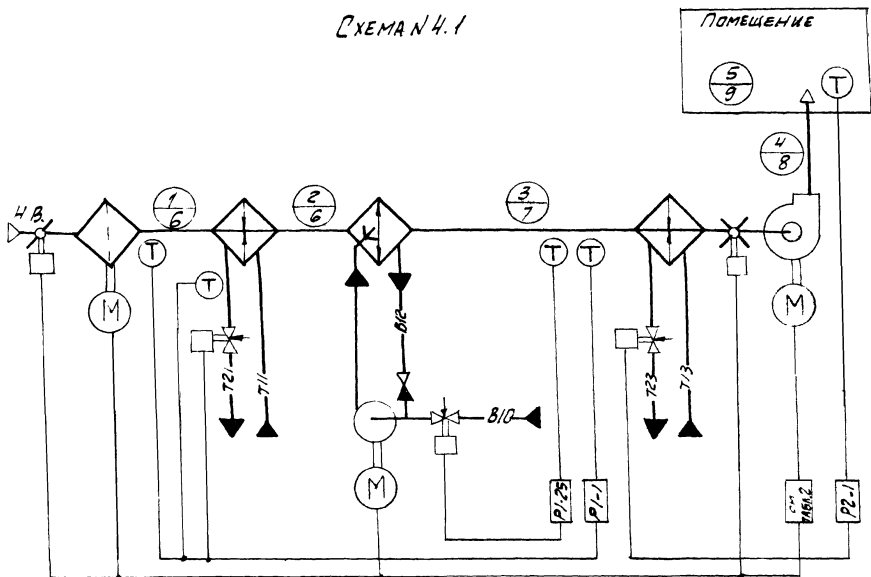 СХЕМА N 4.1
ПОМЕЩЕНИЕ
5
9
Т
4
8
4 В.
1
6
2
6
3
7
Т
Т
Т
Т
М
М
М
Т21
Т11
В12
В10
Т23
Т13
Р1-25
Р1-1
СМ
ТАБЛ.2
Р2-1